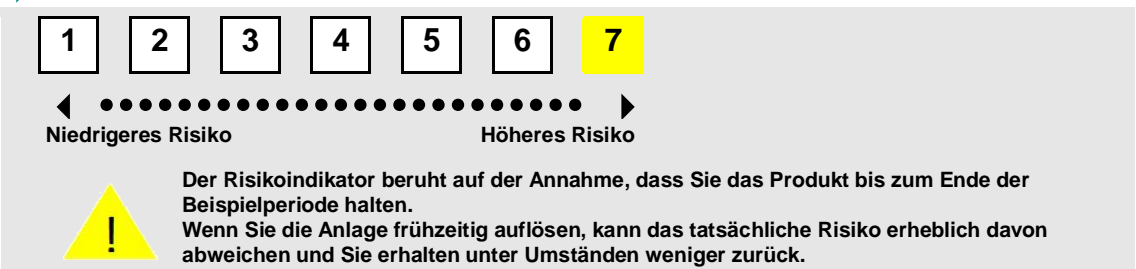 1 2 3 4 5 6 7
Niedrigeres Risiko Höheres Risiko
Der Risikoindikator beruht auf der Annahme, dass Sie das Produkt bis zum Ende der
Beispielperiode halten.
!
Wenn Sie die Anlage frühzeitig auflösen, kann das tatsächliche Risiko erheblich davon
abweichen und Sie erhalten unter Umständen weniger zurück.